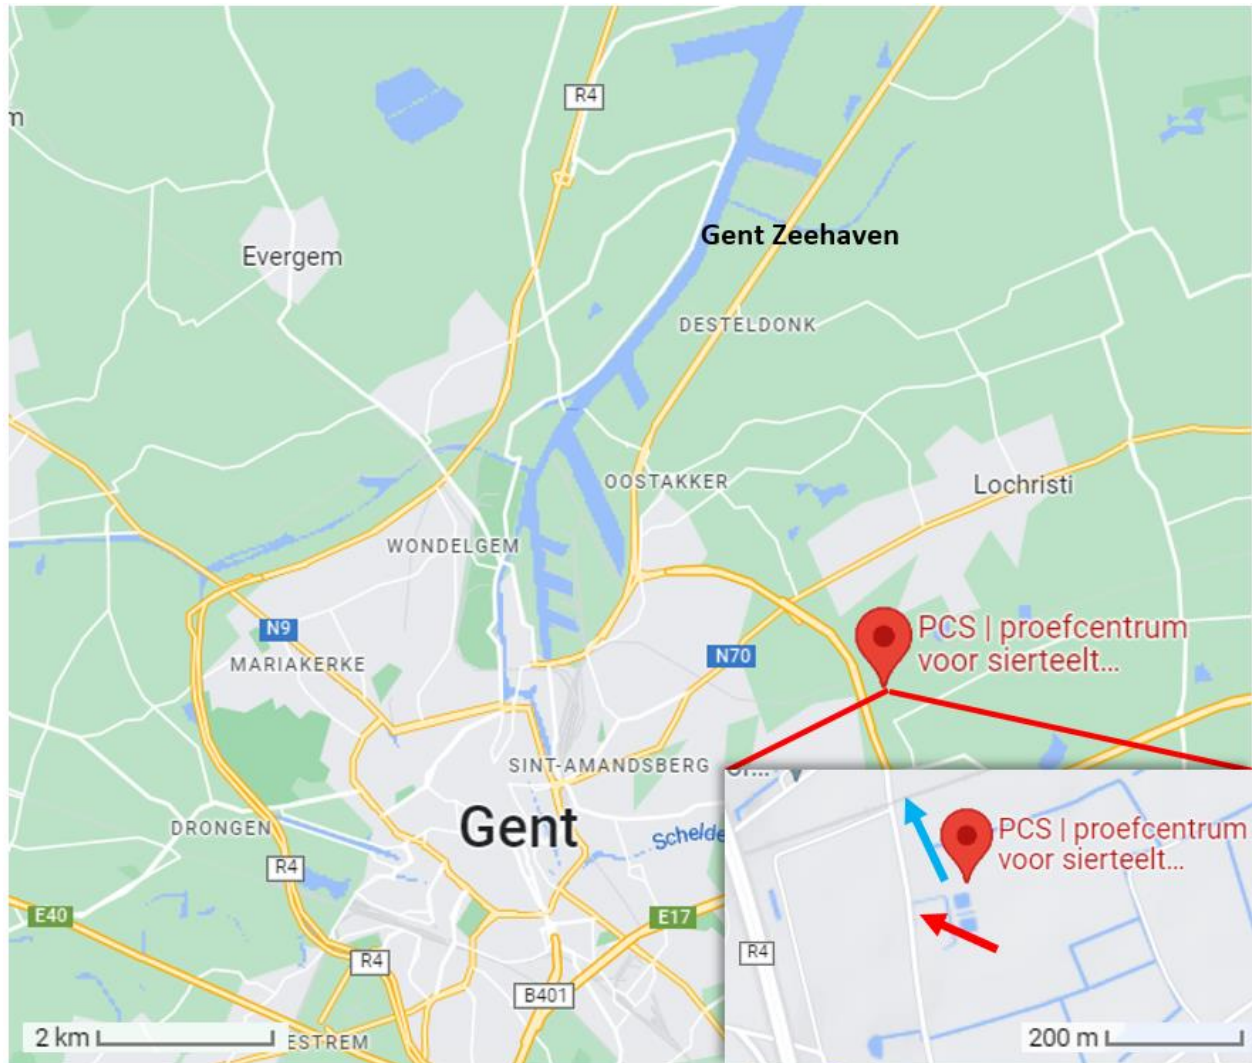 R4
m
Gent Zeehaven
Evergem
DESTELDONK
OOSTAKKER
Lochristi
WONDELGEM
N9
PCS | proefcentrum
voor sierteelt...
N70
MARIAKERKE
SINT-AMANDSBERG
Gent
DRONGEN
Schelde
PCS | proefcentrum
voor sierteelt...
R4
E40
E17
R4
R4
B401
2 km
ESTREM
200 m